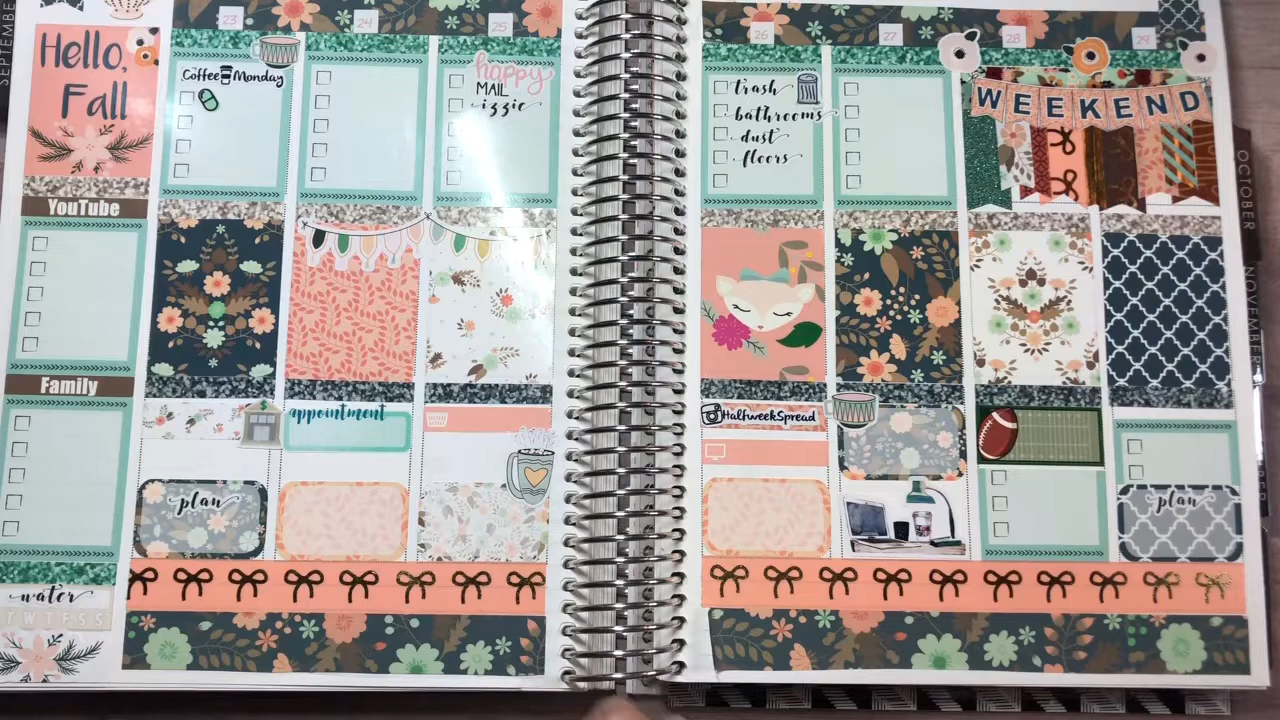 SEPTEMBER
Hello,
Fall
YouTube
Family
water
T W T F S S
23
24
25
Coffee Monday
happy
MAIL
appointment
plan
26
27
28
29
trash
bathrooms
dust
floors
WEEKEND
HalfweekSpread
plan
OCTOBER
NOVEMBER